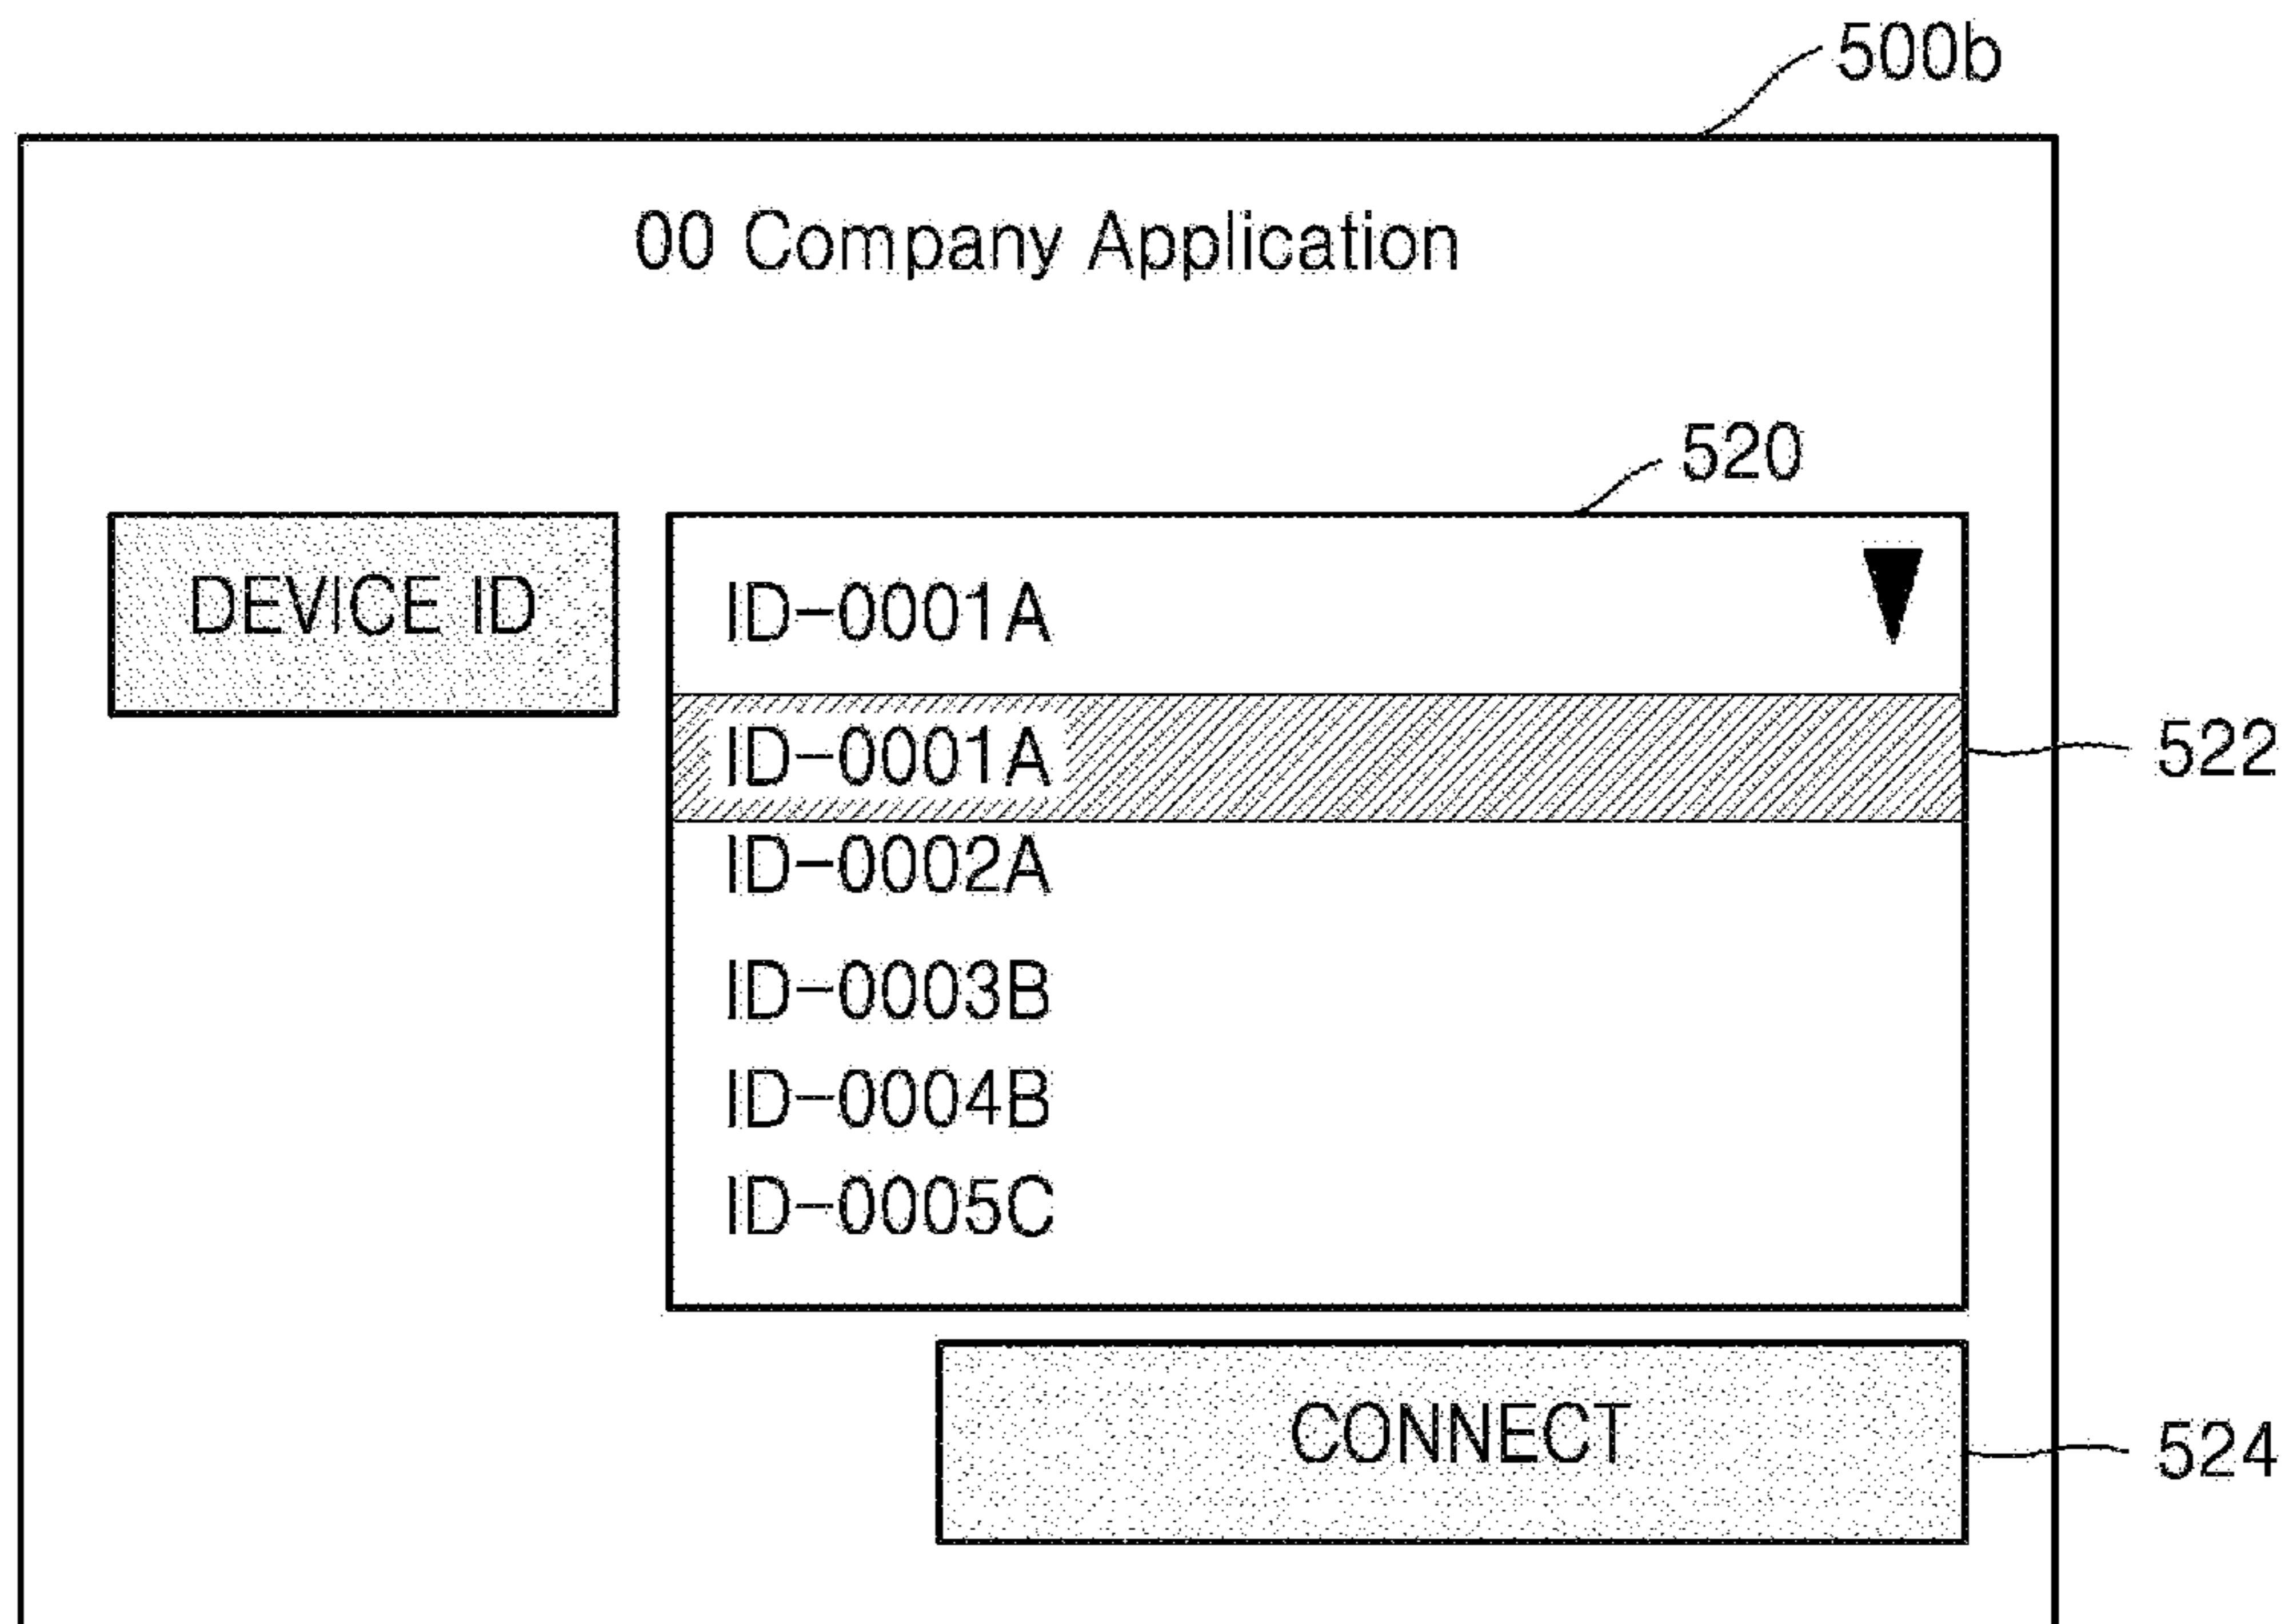 500b
00 Company Application
520
DEVICE ID
ID-0001A
ID-0001A
522
ID-0002A
ID-0003B
ID-0004B
ID-0005C
CONNECT
524